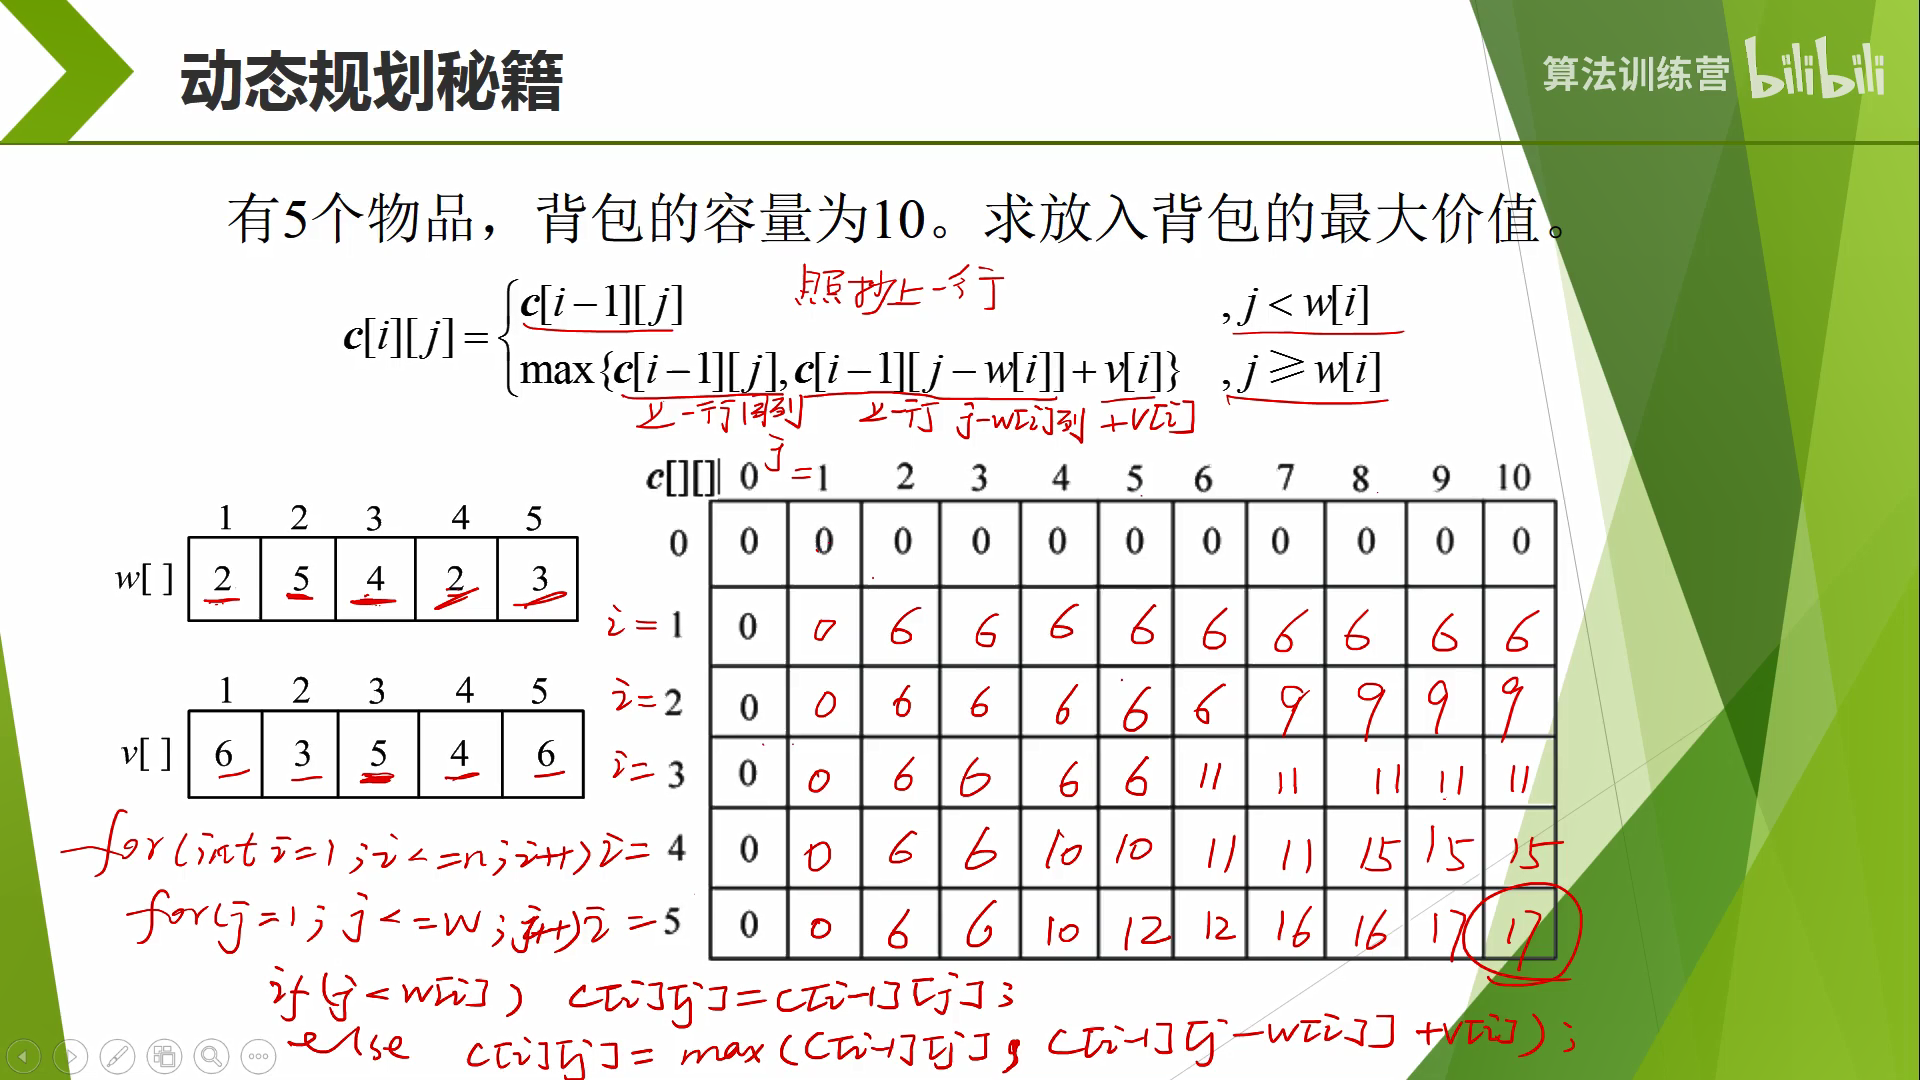 动态规划秘籍
算法训练营 bilibili
有5个物品，背包的容量为10。求放入背包的最大价值。
c[i][j]= { c[i−1][j] 照抄上一行 , j < w[i]
max{c[i−1][j],c[i−1][j−w[i]]+v[i]} , j ≥ w[i]
上一行同列 上一行 j-w[i]列 +v[i]
j =
c[][] 0 1 2 3 4 5 6 7 8 9 10
0 0 0 0 0 0 0 0 0 0 0 0
i = 1 0 0 6 6 6 6 6 6 6 6 6
i = 2 0 0 6 6 6 6 6 9 9 9 9
i = 3 0 0 6 6 6 6 11 11 11 11 11
i = 4 0 0 6 6 10 10 11 11 15 15 15
i = 5 0 0 6 6 10 12 12 16 16 17 17
1 2 3 4 5
w[ ] 2 5 4 2 3
1 2 3 4 5
v[ ] 6 3 5 4 6
for(int i=1;i<=n;i++)
for(j=1;j<=W;j++)
if(j<w[i]) c[i][j]=c[i-1][j];
else c[i][j]=max(c[i-1][j], c[i-1][j-w[i]]+v[i]);